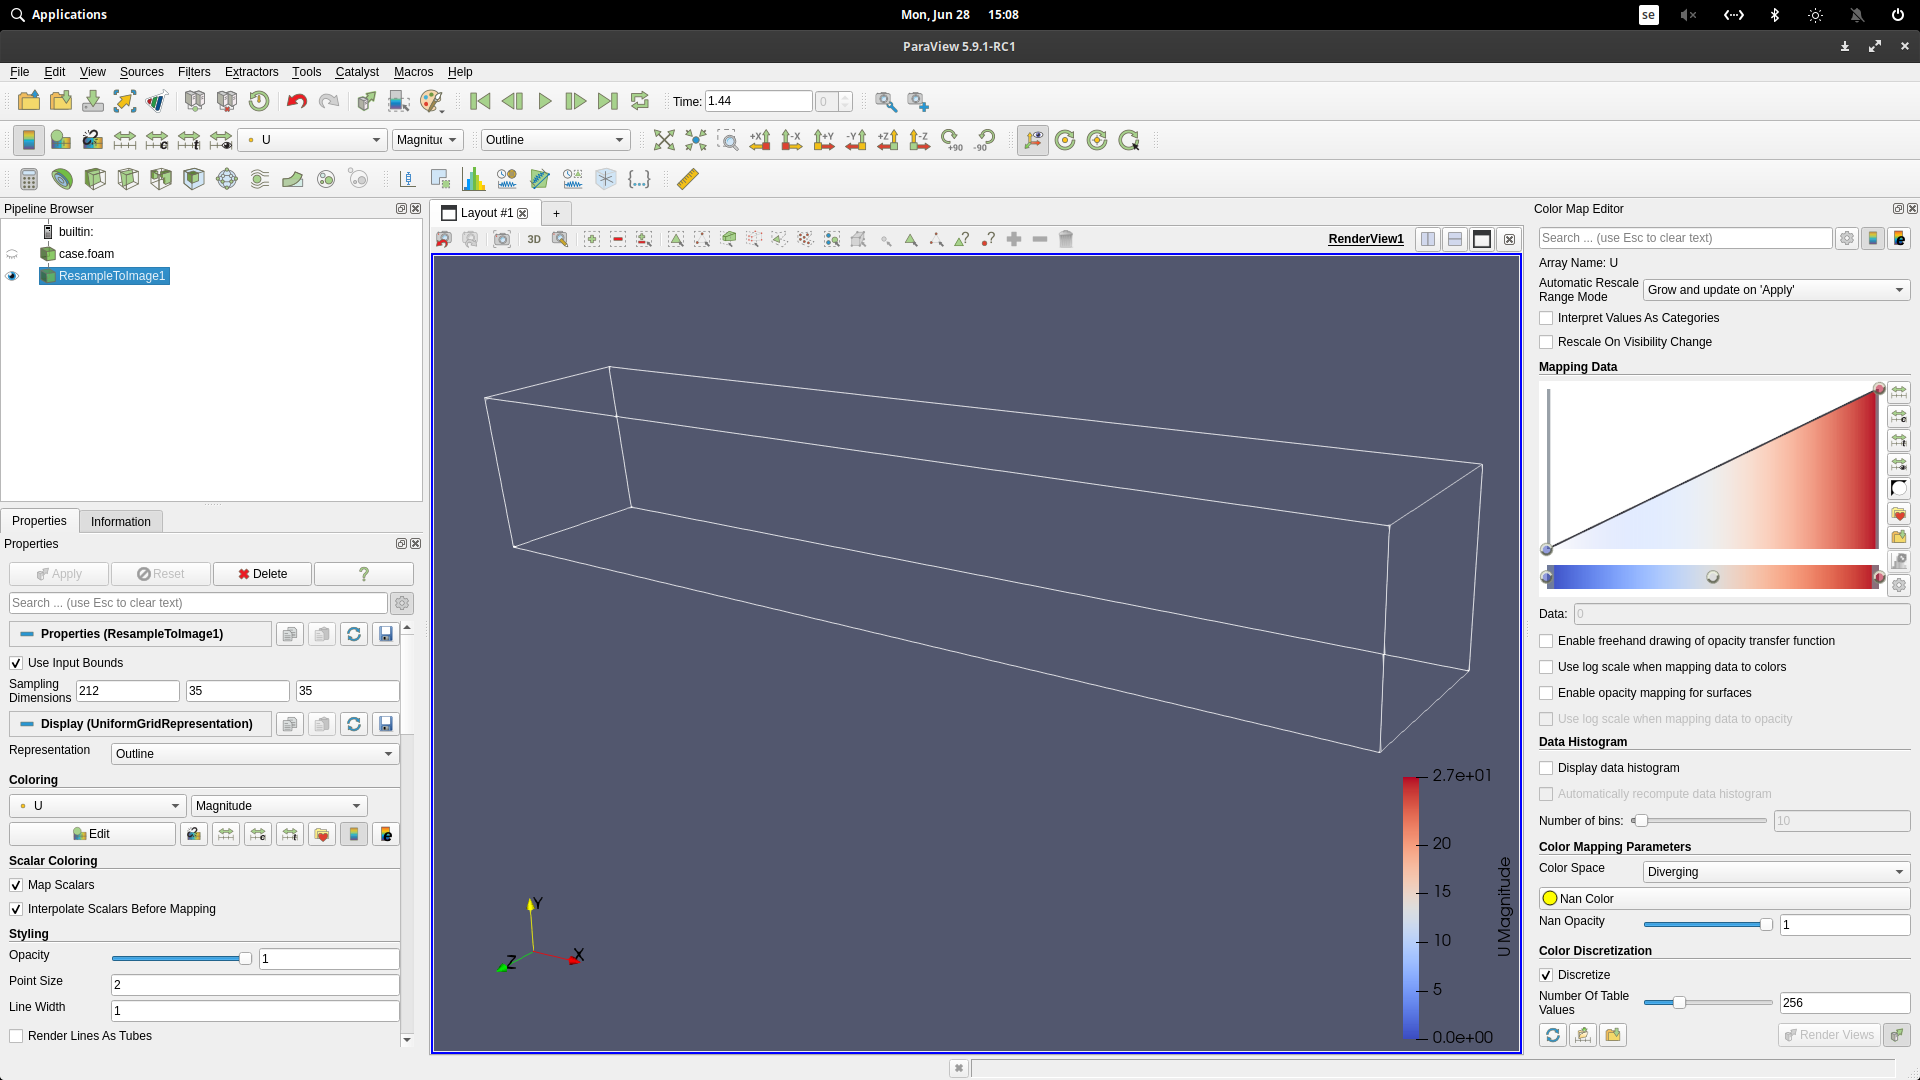 Applications
Mon, Jun 28 15:08
se
ParaView 5.9.1-RC1
File Edit View Sources Filters Extractors Tools Catalyst Macros Help
Time: 1.44 0
U Magnituc Outline
+X -X +Y -Y +Z -Z +90 -90
Pipeline Browser
builtin:
case.foam
ResampleToImage1
Properties Information
Properties
Apply Reset Delete ?
Search ... (use Esc to clear text)
Properties (ResampleToImage1)
Use Input Bounds
Sampling Dimensions 212 35 35
Display (UniformGridRepresentation)
Representation Outline
Coloring
U Magnitude
Edit
Scalar Coloring
Map Scalars
Interpolate Scalars Before Mapping
Styling
Opacity 1
Point Size 2
Line Width 1
Render Lines As Tubes
Layout #1 +
3D
RenderView1
Y
Z X
2.7e+01
20
15
10
5
0.0e+00
U Magnitude
Color Map Editor
Search ... (use Esc to clear text)
Array Name: U
Automatic Rescale Range Mode Grow and update on 'Apply'
Interpret Values As Categories
Rescale On Visibility Change
Mapping Data
Data: 0
Enable freehand drawing of opacity transfer function
Use log scale when mapping data to colors
Enable opacity mapping for surfaces
Use log scale when mapping data to opacity
Data Histogram
Display data histogram
Automatically recompute data histogram
Number of bins: 10
Color Mapping Parameters
Color Space Diverging
Nan Color
Nan Opacity 1
Color Discretization
Discretize
Number Of Table Values 256
Render Views